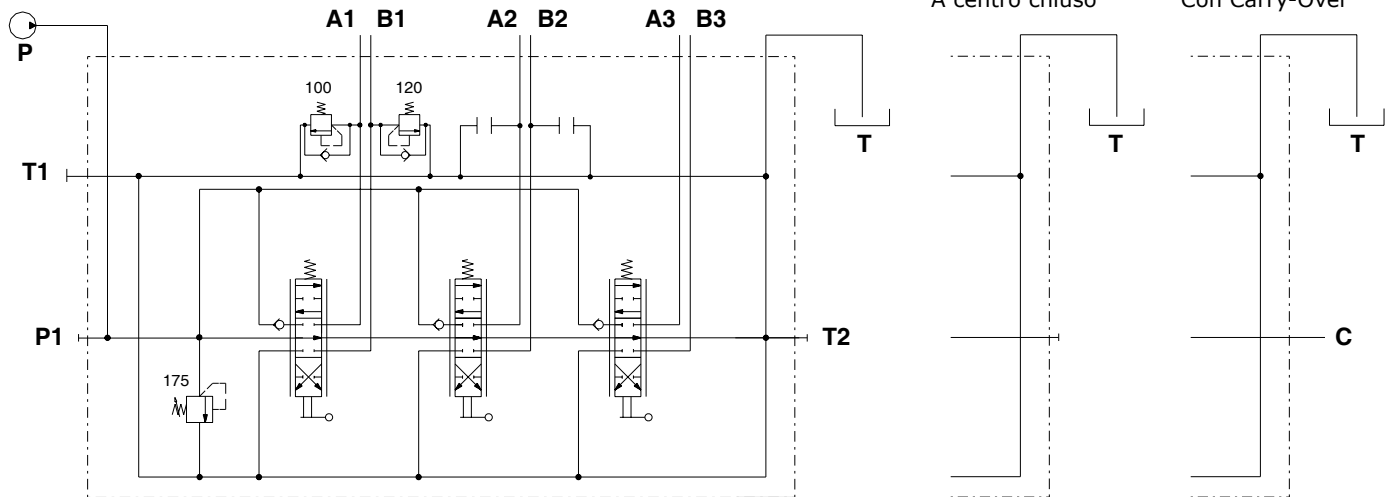 A centro chiuso
Con Carry-Over
P
A1 B1
A2 B2
A3 B3
100
120
T
T
T
T1
P1
T2
C
175